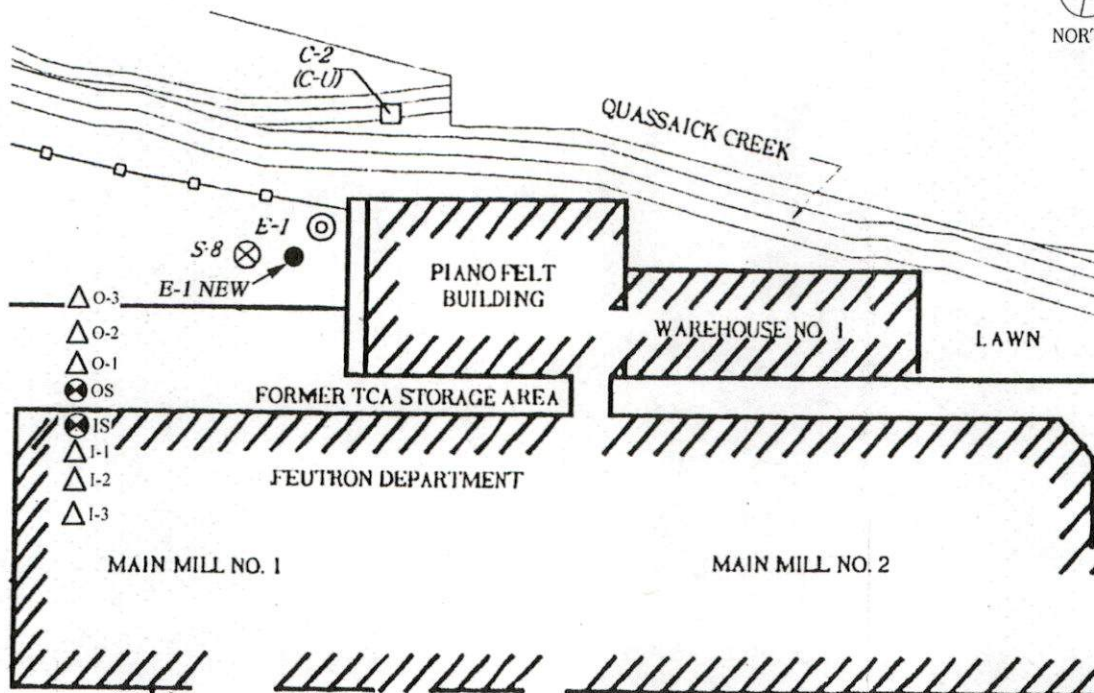 NORT
C-2
(C-U)
QUASSAICK CREEK
E-1
S-8
E-1 NEW
O-3
O-2
O-1
OS
IS
I-1
I-2
I-3
PIANO FELT
BUILDING
WAREHOUSE NO. 1
LAWN
FORMER TCA STORAGE AREA
FEUTRON DEPARTMENT
MAIN MILL NO. 1
MAIN MILL NO. 2